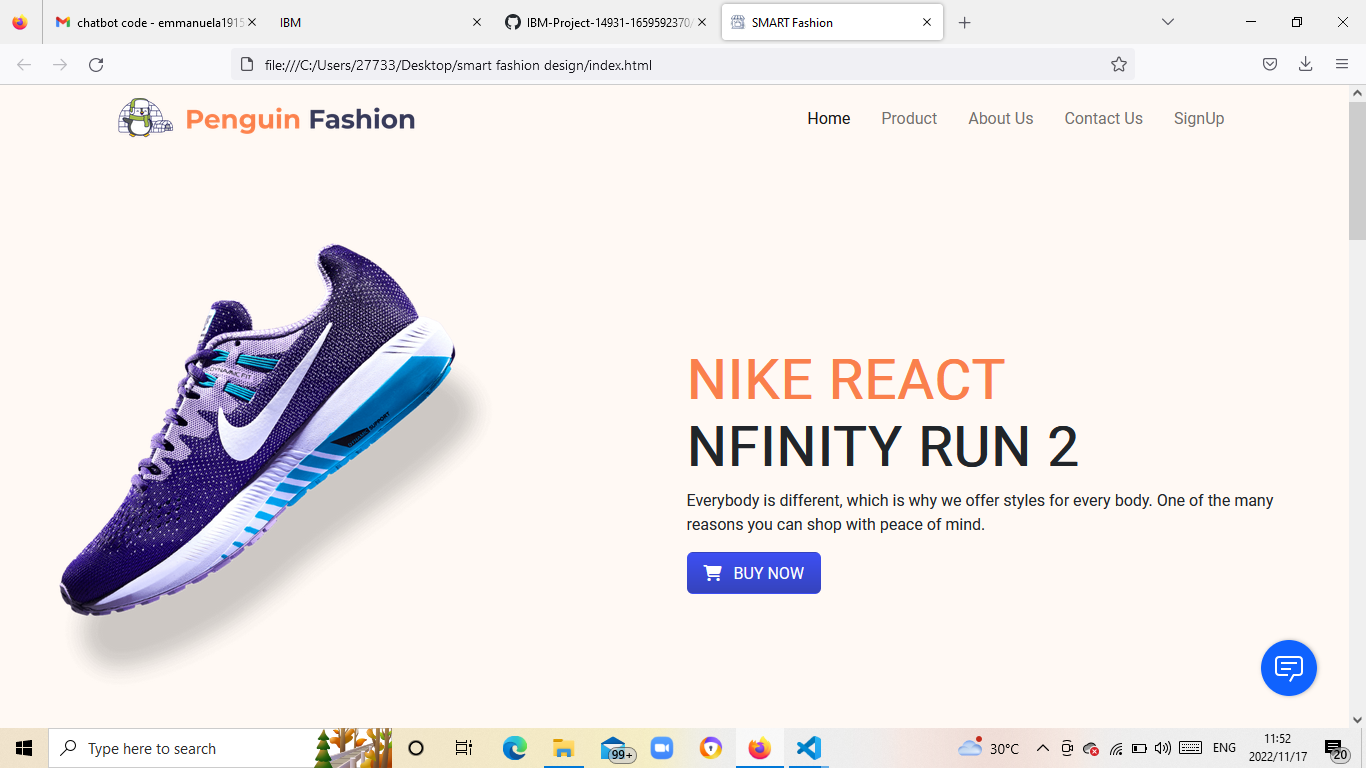 chatbot code - emmanuela1915
IBM
IBM-Project-14931-1659592370/
SMART Fashion
file:///C:/Users/27733/Desktop/smart fashion design/index.html
Penguin Fashion
Home
Product
About Us
Contact Us
SignUp
DYNAMIC FIT
SUPPORT
NIKE REACT
NFINITY RUN 2
Everybody is different, which is why we offer styles for every body. One of the many
reasons you can shop with peace of mind.
BUY NOW
Type here to search
99+
30°C
ENG
11:52
2022/11/17
20